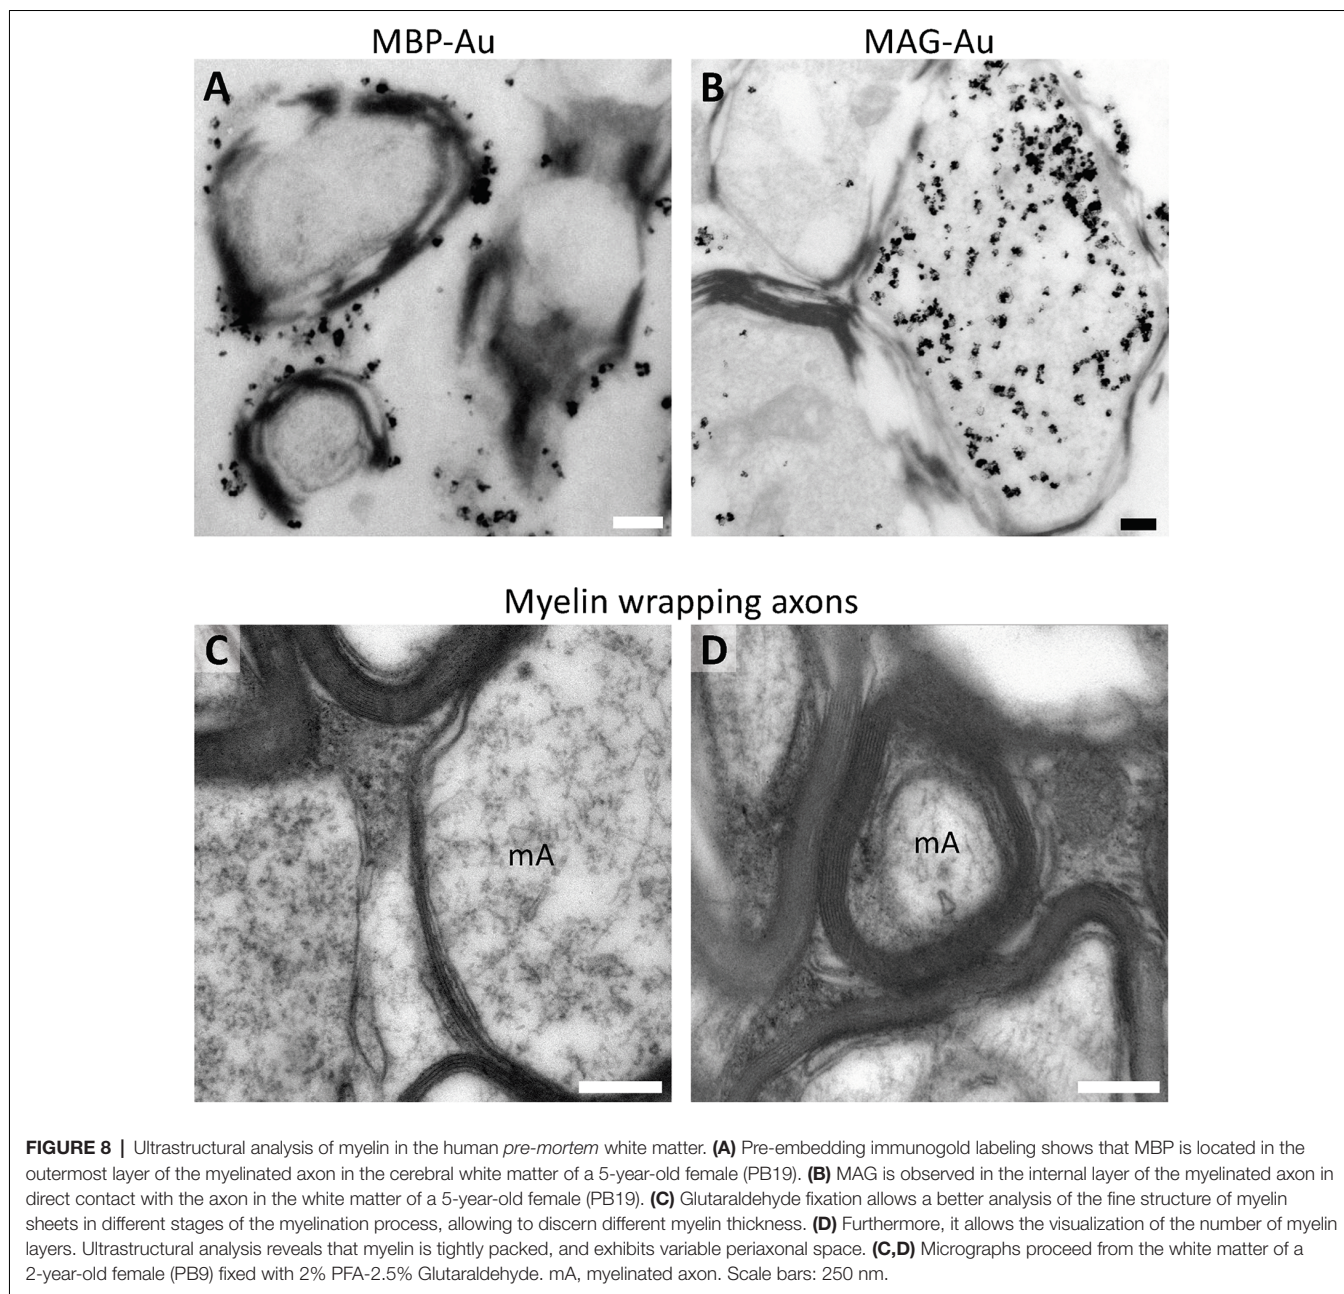 MBP-Au
MAG-Au
A
B
Myelin wrapping axons
C
D
mA
mA
FIGURE 8 | Ultrastructural analysis of myelin in the human pre-mortem white matter. (A) Pre-embedding immunogold labeling shows that MBP is located in the
outermost layer of the myelinated axon in the cerebral white matter of a 5-year-old female (PB19). (B) MAG is observed in the internal layer of the myelinated axon in
direct contact with the axon in the white matter of a 5-year-old female (PB19). (C) Glutaraldehyde fixation allows a better analysis of the fine structure of myelin
sheets in different stages of the myelination process, allowing to discern different myelin thickness. (D) Furthermore, it allows the visualization of the number of myelin
layers. Ultrastructural analysis reveals that myelin is tightly packed, and exhibits variable periaxonal space. (C,D) Micrographs proceed from the white matter of a
2-year-old female (PB9) fixed with 2% PFA-2.5% Glutaraldehyde. mA, myelinated axon. Scale bars: 250 nm.